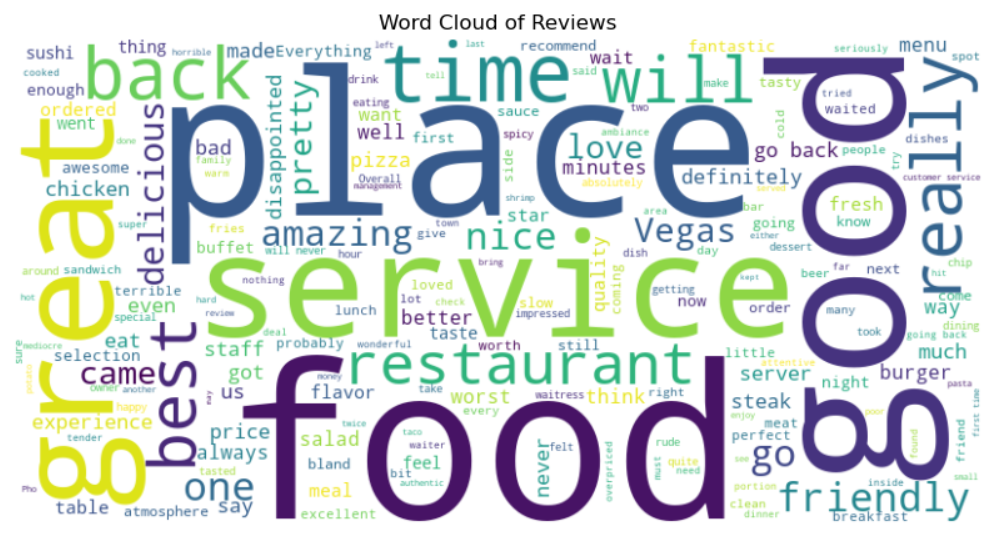 Word Cloud of Reviews
sushi
thing
made
Everything
left
last
recommend
wait
fantastic
seriously
menu
spot
cooked
horrible
back
drink
time
tell
said
will
make
tasty
tried
enough
ordered
went
done
place
eating
want
well
sauce
two
spicy
first
minutes
love
ambiance
cold
waited
good
really
dishes
great
awesome
chicken
delicious
bad
family
warm
disappointed
pretty
pizza
Overall
management
side
absolutely
definitely
served
go back
people
try
customer service
fresh
know
super
fries
buffet
amazing
will never
hour
town
give
shrimp
star
nice
area
Vegas
bar
day
going
either
dessert
around
sandwich
hot
terrible
even
special
nothing
service
bring
dish
quality
coming
getting
now
kept
beer
far
next
hit
chip
come
way
hard
review
lunch
loved
lot
better
check
slow
impressed
order
many
took
going back
dining
sure
mediocre
eat
selection
best
staff
deal
probably
wonderful
taste
worth
still
restaurant
little
attentive
much
came
owner
another
got
potato
happy
experience
tender
us
may
money
flavor
take
worst
every
waitress
think
right
server
night
burger
pasta
steak
meat
perfect
food
price
always
tasted
salad
bland
twice
taco
waiter
feel
bit
authentic
felt
never
overpriced
must
rude
quite
need
see
enjoy
go
poor
found
friend
first time
Pho
table
atmosphere
one
say
meal
excellent
portion
clean
dinner
inside
friendly
small
breakfast